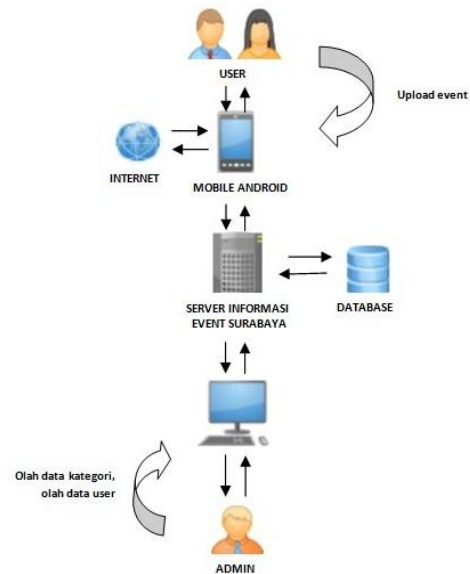 USER
Upload event
INTERNET
MOBILE ANDROID
SERVER INFORMASI
EVENT SURABAYA
DATABASE
Olah data kategori,
olah data user
ADMIN